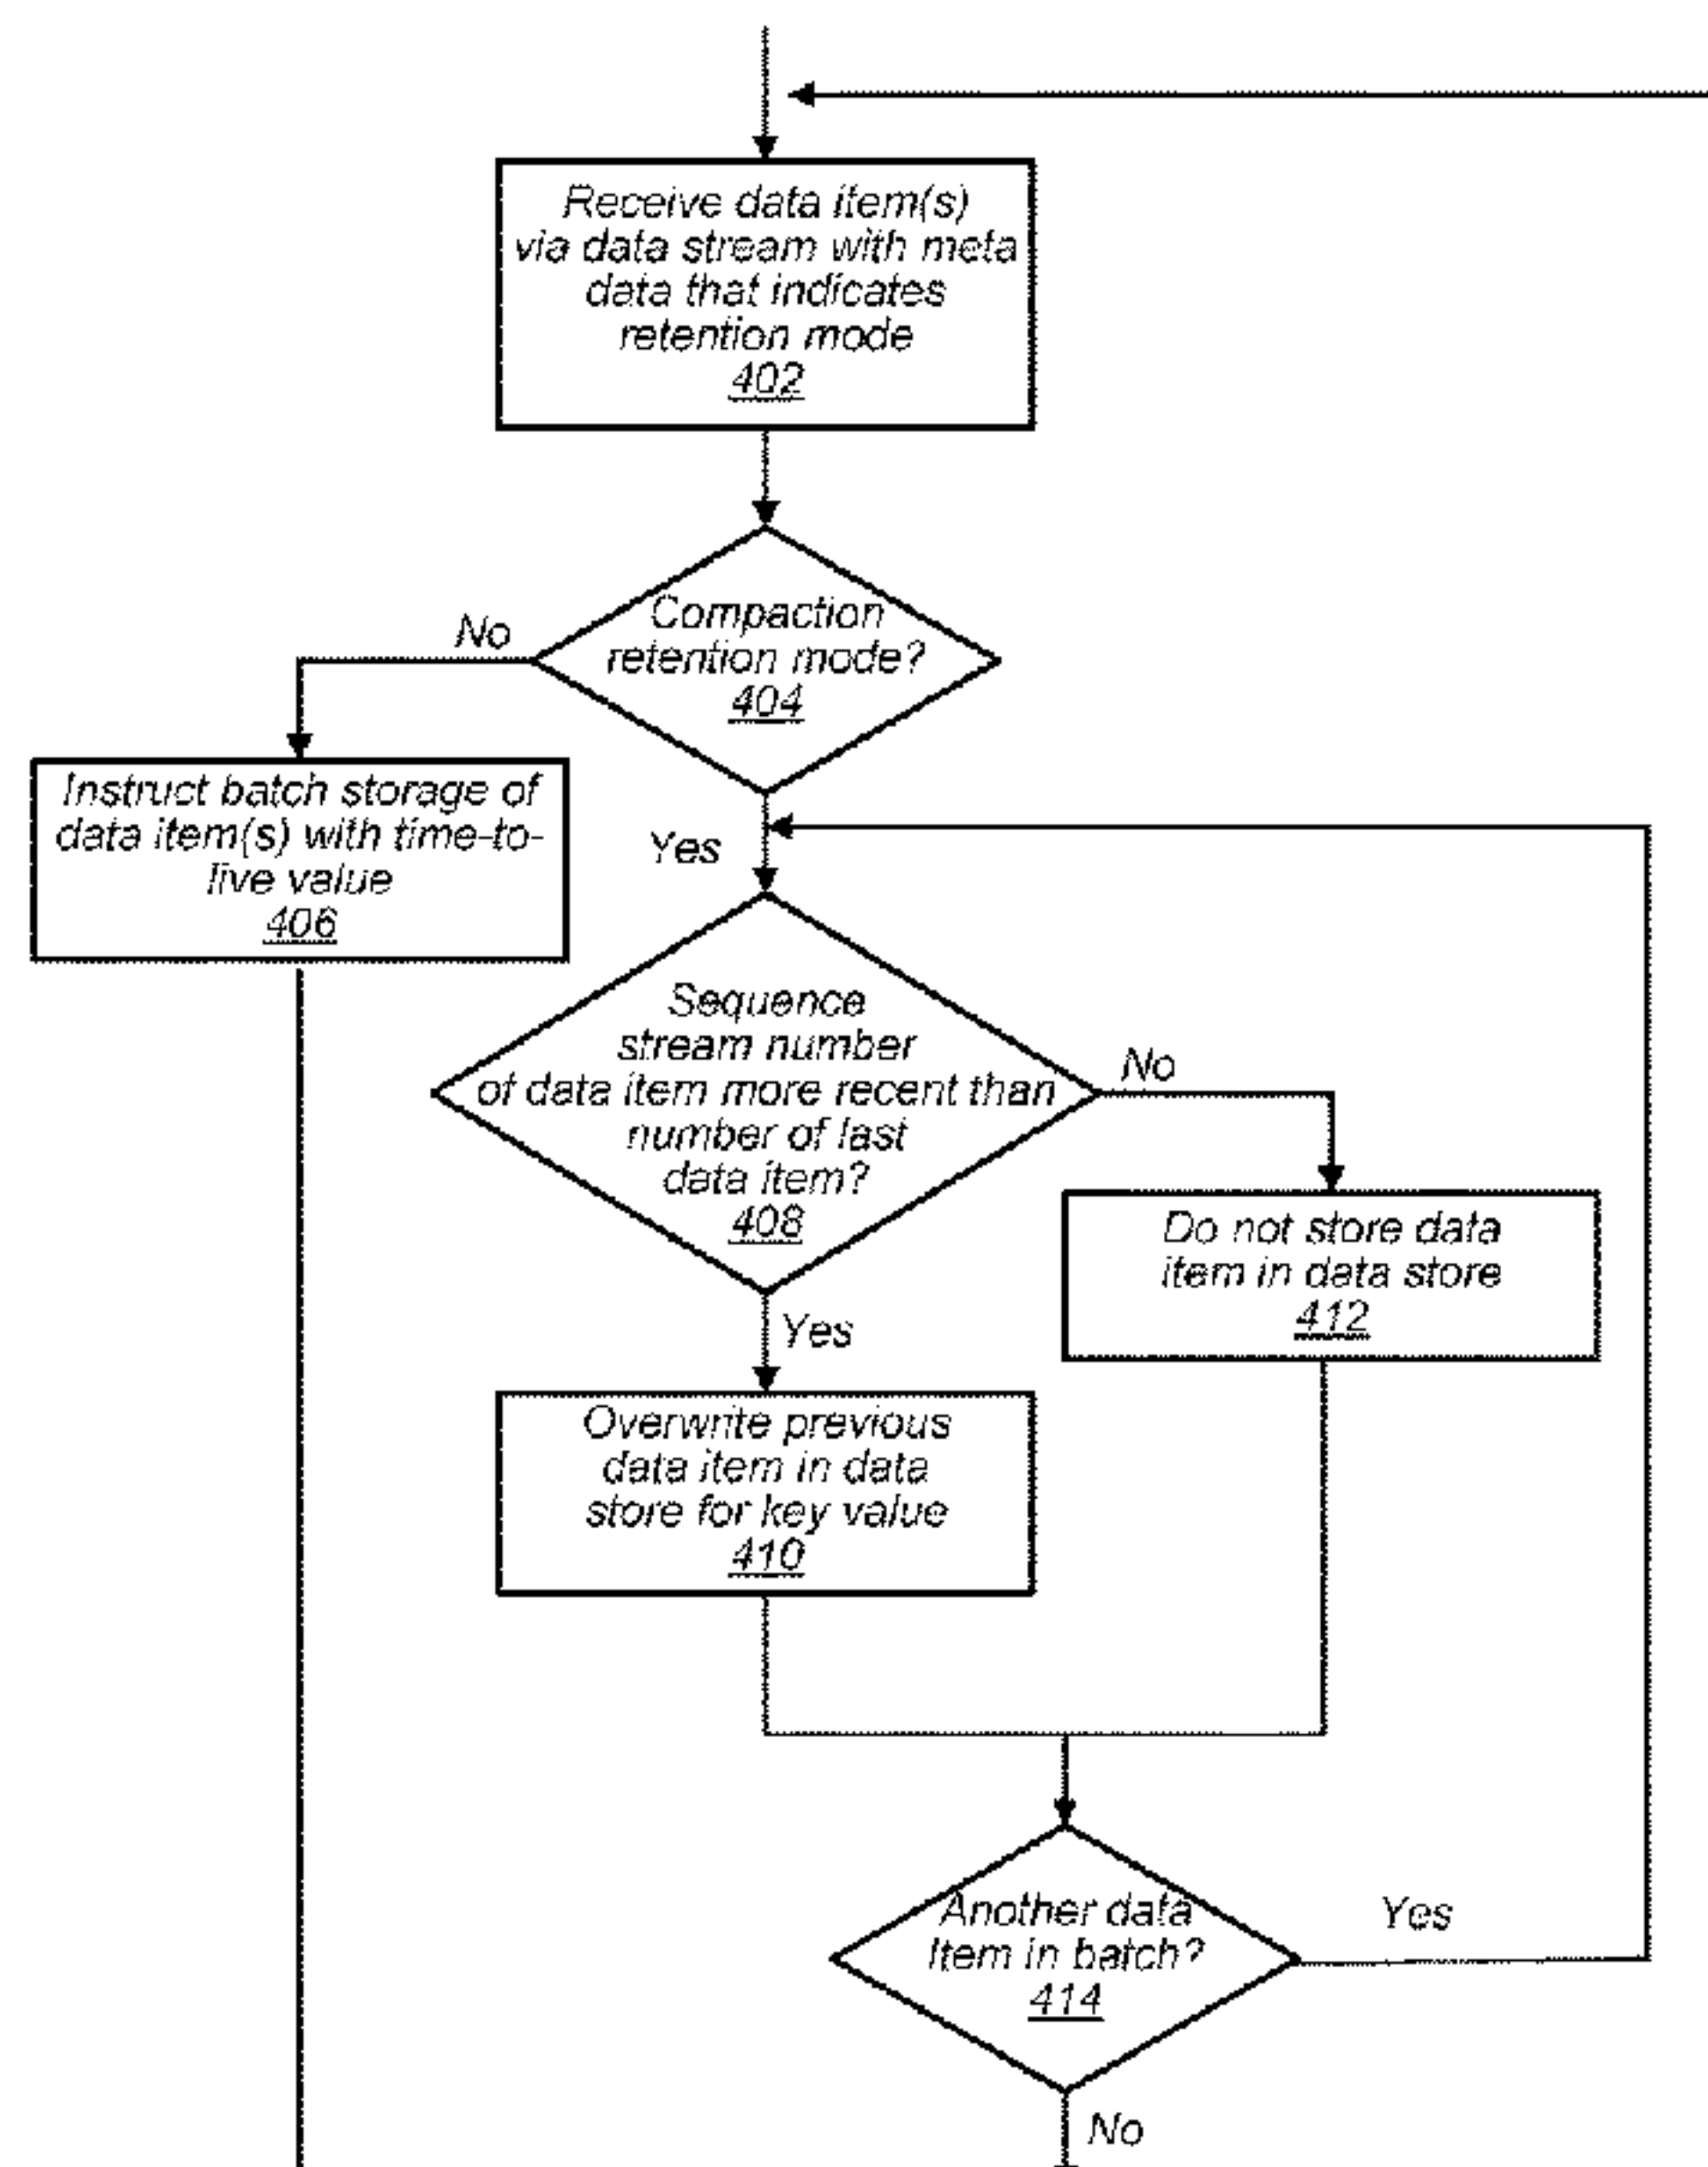 Receive data item(s)
via data stream with meta
data that indicates
retention mode
402
Compaction
retention mode?
404
No
Yes
Instruct batch storage of
data item(s) with time-to-
live value
406
Sequence
stream number
of data item more recent than
number of last
data item?
408
No
Yes
Do not store data
item in data store
412
Overwrite previous
data item in data
store for key value
410
Another data
item in batch?
414
Yes
No